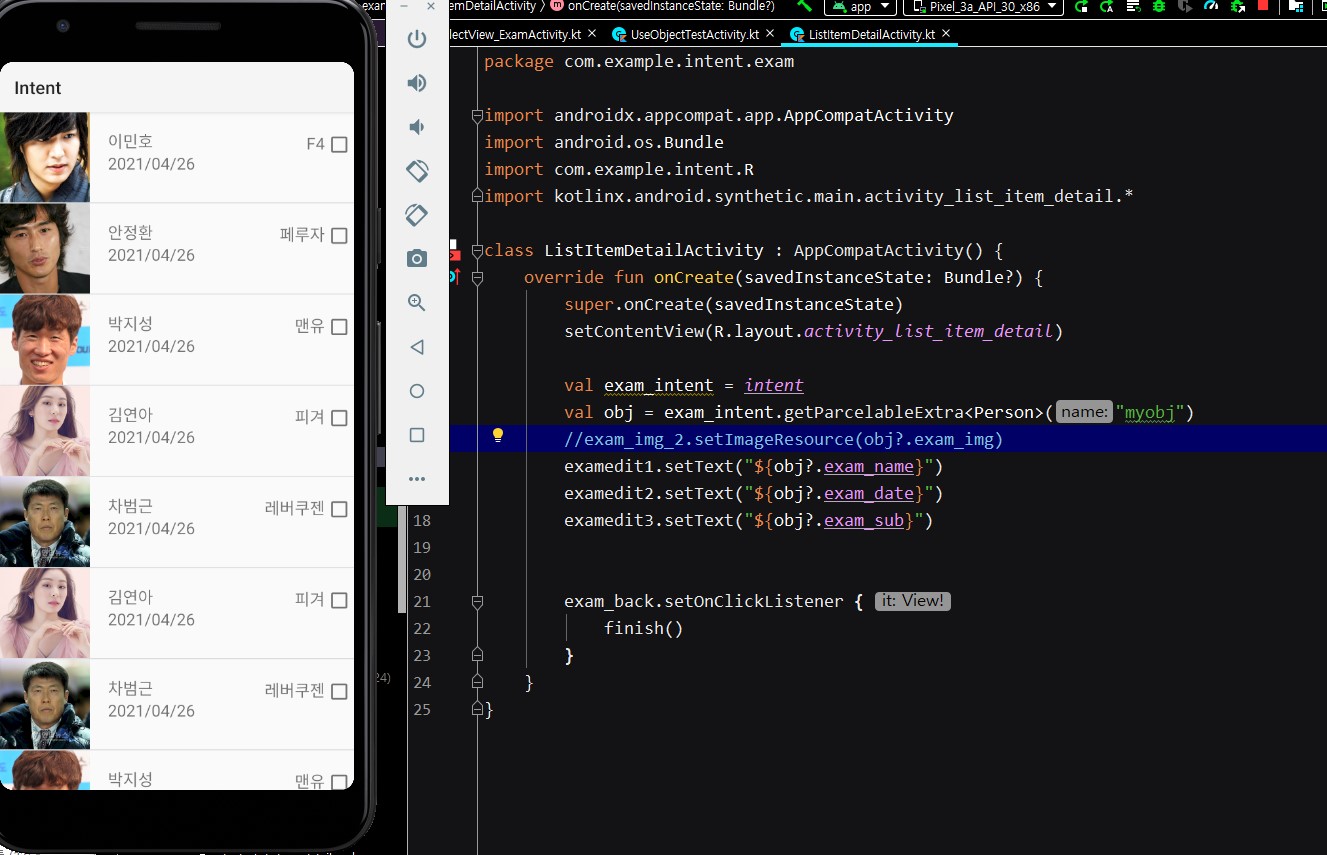 Intent
이민호
F4
2021/04/26
안정환
페루자
2021/04/26
박지성
맨유
2021/04/26
김연아
피겨
2021/04/26
차범근
레버쿠젠
2021/04/26
김연아
피겨
2021/04/26
차범근
레버쿠젠
2021/04/26
박지성
맨유
emDetailActivity
onCreate(savedInstanceState: Bundle?)
app
Pixel_3a_API_30_x86
lectView_ExamActivity.kt
UseObjectTestActivity.kt
ListItemDetailActivity.kt
package com.example.intent.exam
import androidx.appcompat.app.AppCompatActivity
import android.os.Bundle
import com.example.intent.R
import kotlinx.android.synthetic.main.activity_list_item_detail.*
class ListItemDetailActivity : AppCompatActivity() {
override fun onCreate(savedInstanceState: Bundle?) {
super.onCreate(savedInstanceState)
setContentView(R.layout.activity_list_item_detail)
val exam_intent = intent
val obj = exam_intent.getParcelableExtra<Person>( name: "myobj")
//exam_img_2.setImageResource(obj?.exam_img)
examedit1.setText("${obj?.exam_name}")
examedit2.setText("${obj?.exam_date}")
18 examedit3.setText("${obj?.exam_sub}")
19
20
21 exam_back.setOnClickListener { it: View!
22 finish()
23 }
24 }
25 }
24)